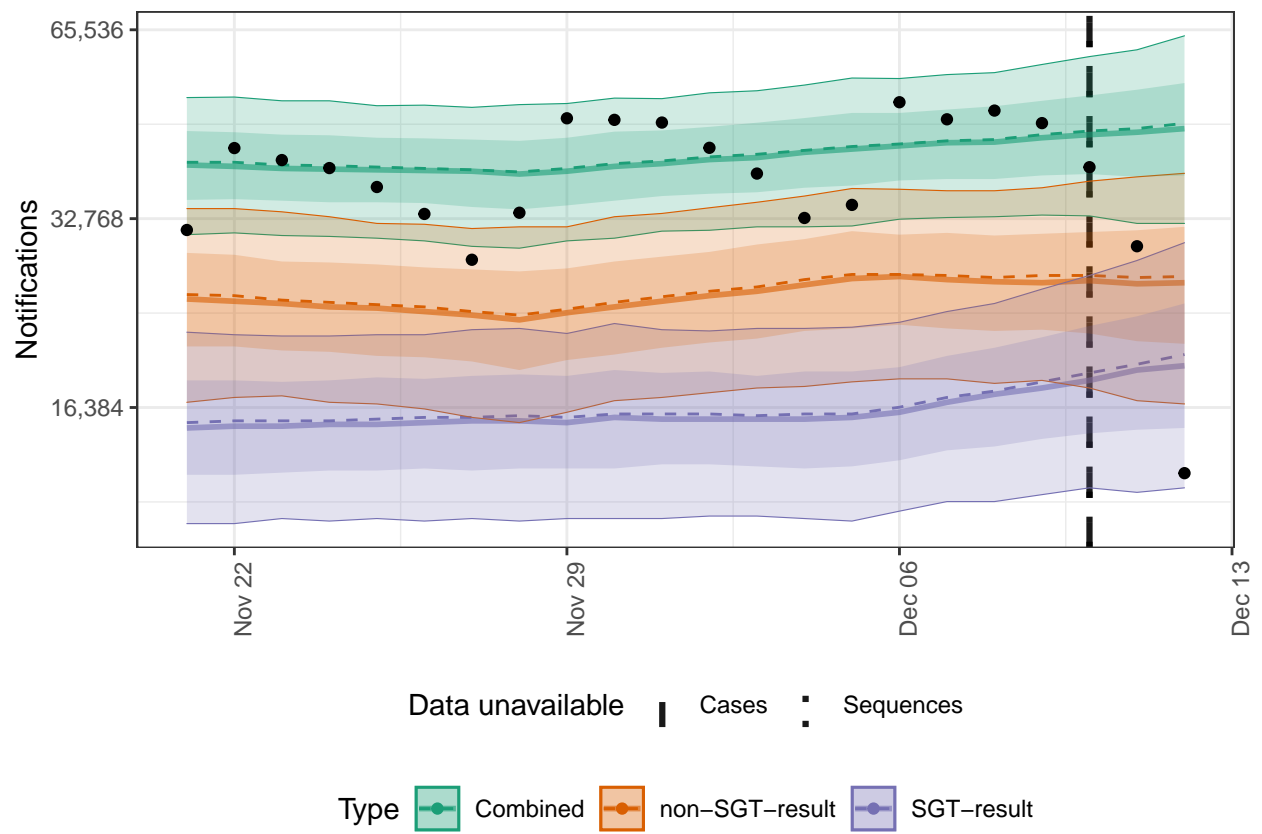 65,536
32,768
16,384
Notifications
Nov 22
Nov 29
Dec 06
Dec 13
Data unavailable Cases Sequences
Type Combined non−SGT−result SGT−result